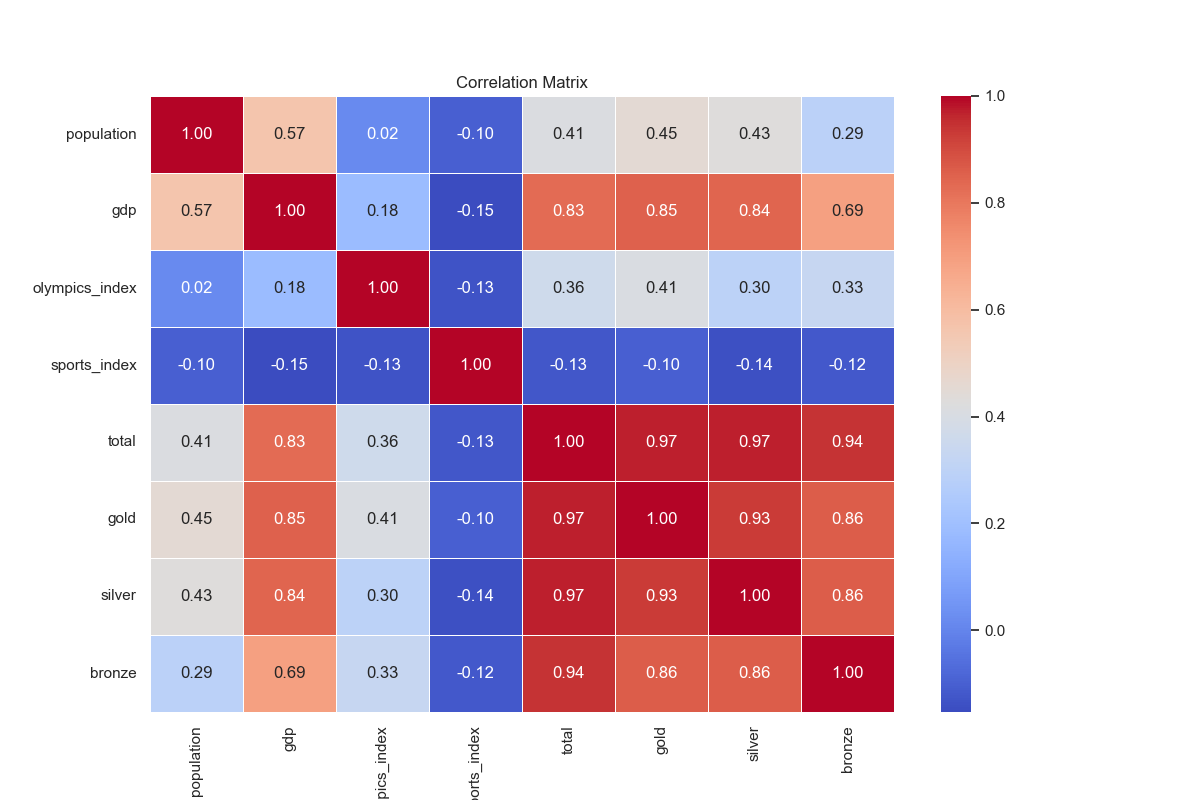 Correlation Matrix
population 1.00 0.57 0.02 -0.10 0.41 0.45 0.43 0.29
gdp 0.57 1.00 0.18 -0.15 0.83 0.85 0.84 0.69
olympics_index 0.02 0.18 1.00 -0.13 0.36 0.41 0.30 0.33
sports_index -0.10 -0.15 -0.13 1.00 -0.13 -0.10 -0.14 -0.12
total 0.41 0.83 0.36 -0.13 1.00 0.97 0.97 0.94
gold 0.45 0.85 0.41 -0.10 0.97 1.00 0.93 0.86
silver 0.43 0.84 0.30 -0.14 0.97 0.93 1.00 0.86
bronze 0.29 0.69 0.33 -0.12 0.94 0.86 0.86 1.00
population
gdp
pics_index
orts_index
total
gold
silver
bronze
1.0
0.8
0.6
0.4
0.2
0.0